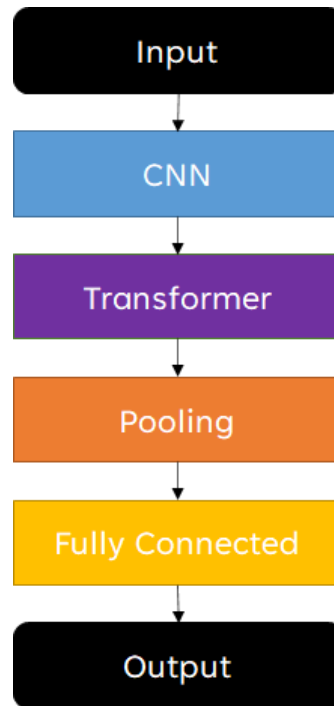 Input
CNN
Transformer
Pooling
Fully Connected
Output